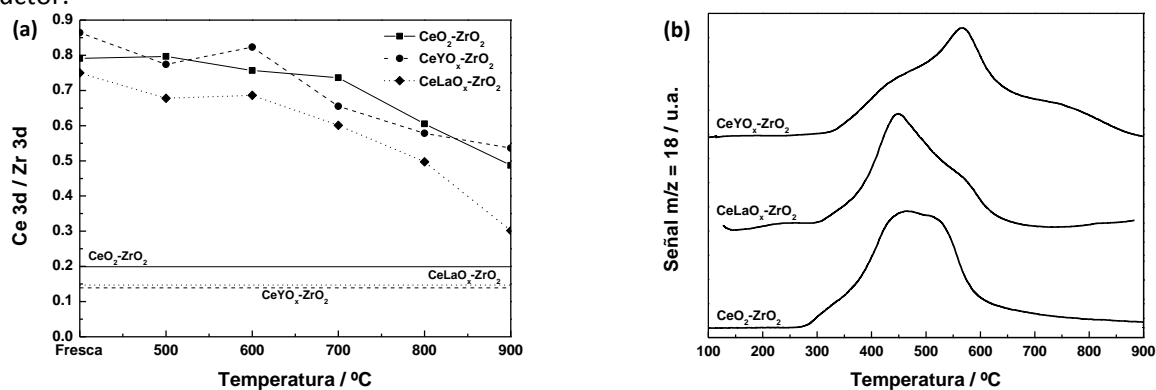 (a)
0.9
0.8
0.7
0.6
0.5
0.4
0.3
0.2
0.1
0.0
Ce 3d / Zr 3d
CeO₂-ZrO₂
CeYOₓ-ZrO₂
CeLaOₓ-ZrO₂
CeO₂-ZrO₂
CeLaOₓ-ZrO₂
CeYOₓ-ZrO₂
Fresca 500 600 700 800 900
Temperatura / ºC
(b)
Señal m/z = 18 / u.a.
CeYOₓ-ZrO₂
CeLaOₓ-ZrO₂
CeO₂-ZrO₂
100 200 300 400 500 600 700 800 900
Temperatura / ºC